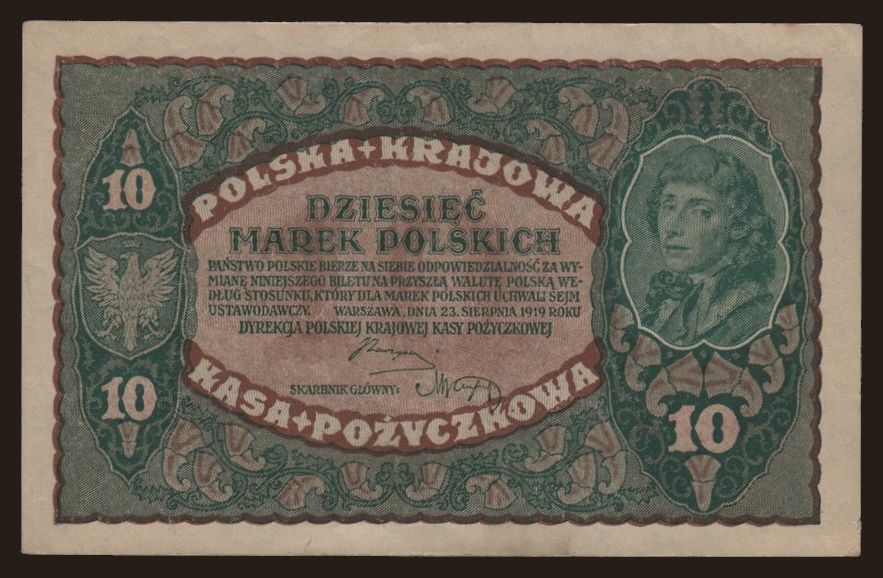 POLSKA KRAJOWA
10
DZIESIĘĆ
MAREK POLSKICH
PAŃSTWO POLSKIE BIERZE NA SIEBIE ODPOWIEDZIALNOŚĆ ZA WY-
MIANĘ NINIEJSZEGO BILETU NA PRZYSZŁĄ WALUTĘ POLSKĄ WE-
DŁUG STOSUNKU, KTÓRY DLA MAREK POLSKICH UCHWALI SEJM
USTAWODAWCZY. WARSZAWA, DNIA 23. SIERPNIA 1919 ROKU
DYREKCJA POLSKIEJ KRAJOWEJ KASY POŻYCZKOWEJ
SKARBNIK GŁÓWNY:
10
10
KASA POŻYCZKOWA